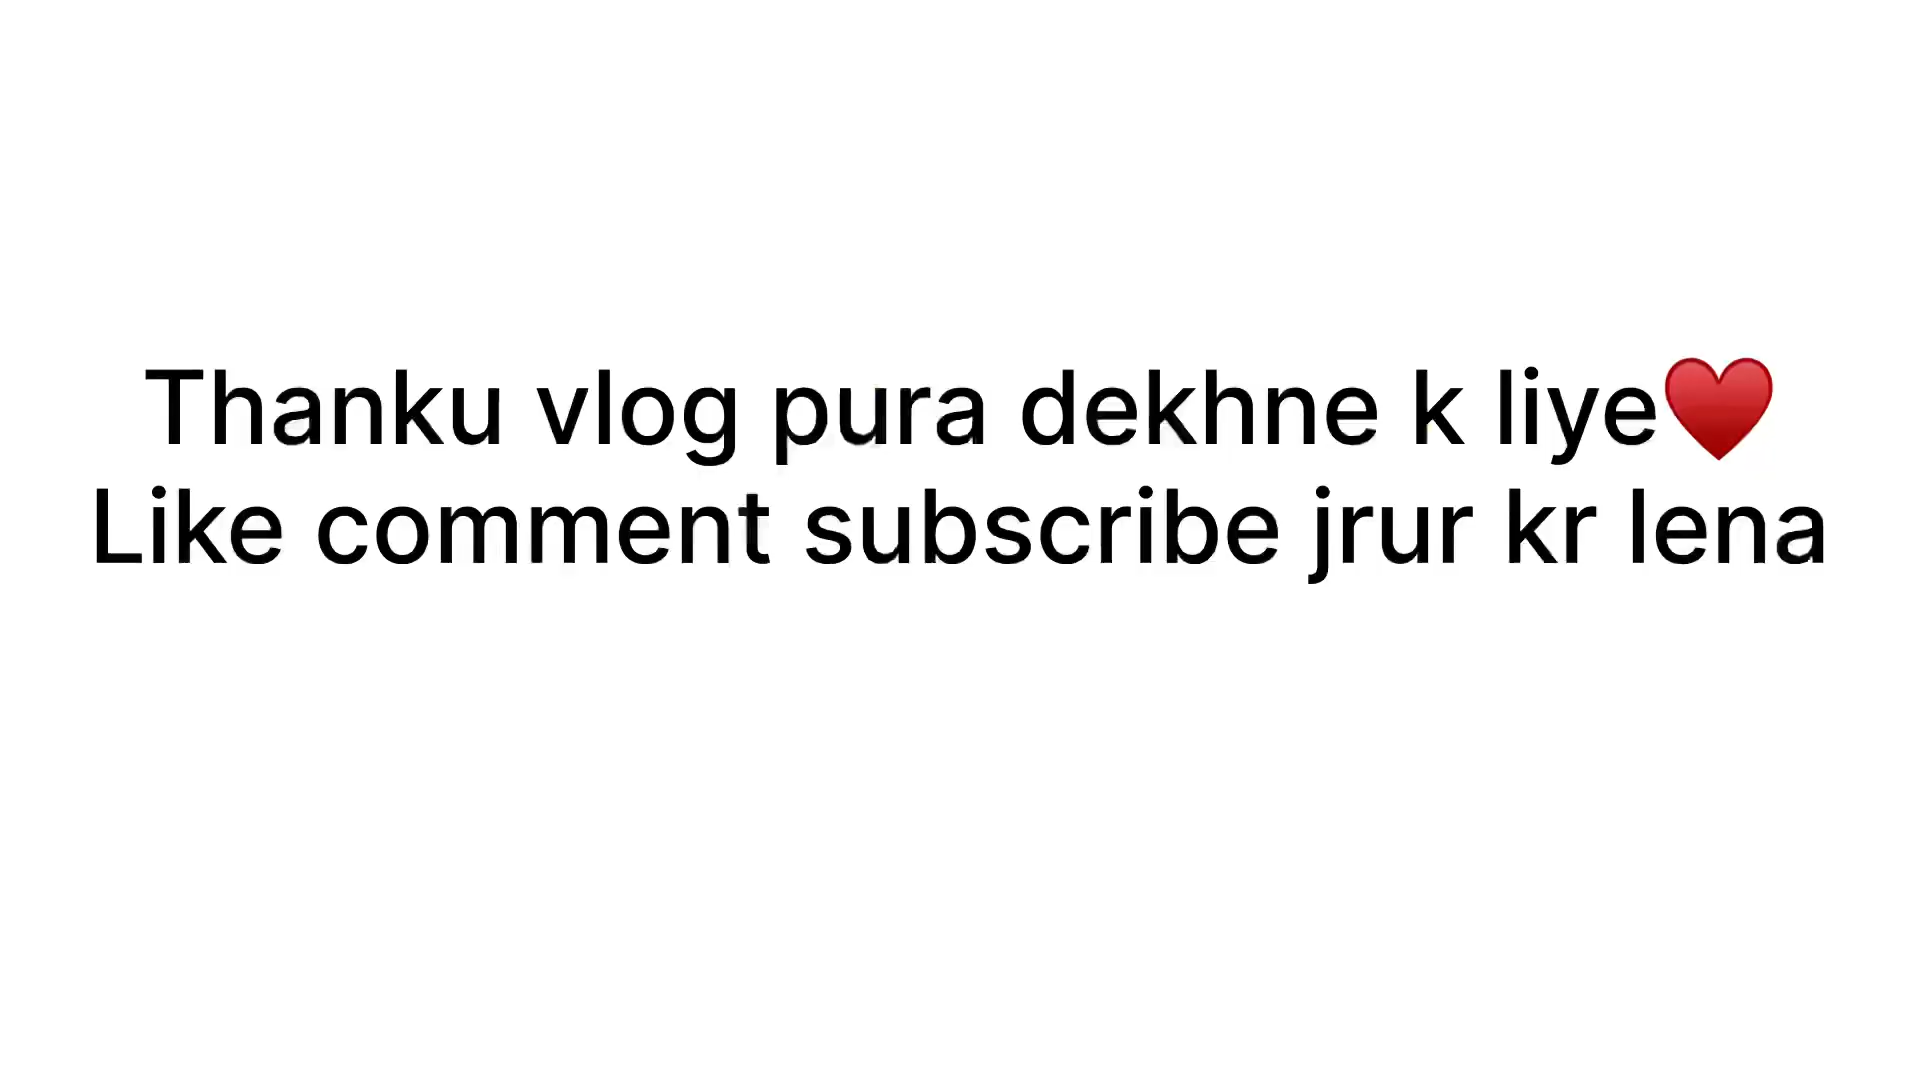 Thanku vlog pura dekhne k liye♥️
Like comment subscribe jrur kr lena